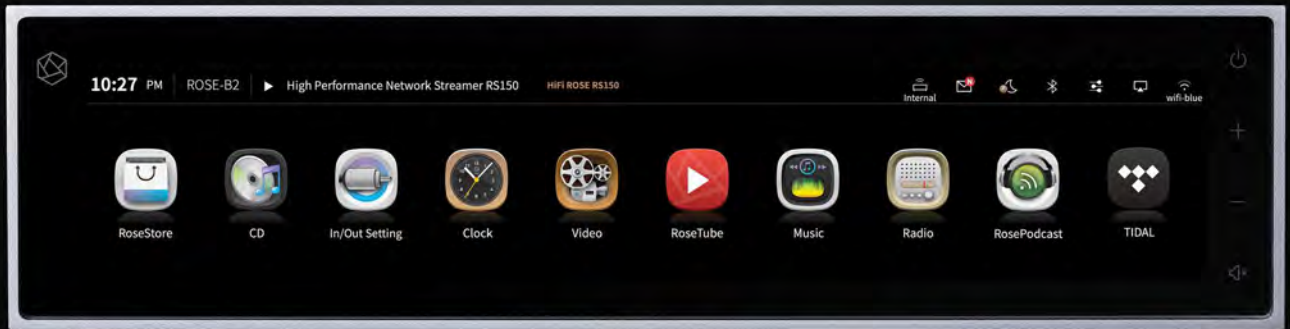 10:27 PM ROSE-B2 High Performance Network Streamer RS150 HiFi ROSE RS150
Internal
N
wifi-blue
RoseStore CD In/Out Setting Clock Video RoseTube Music Radio RosePodcast TIDAL